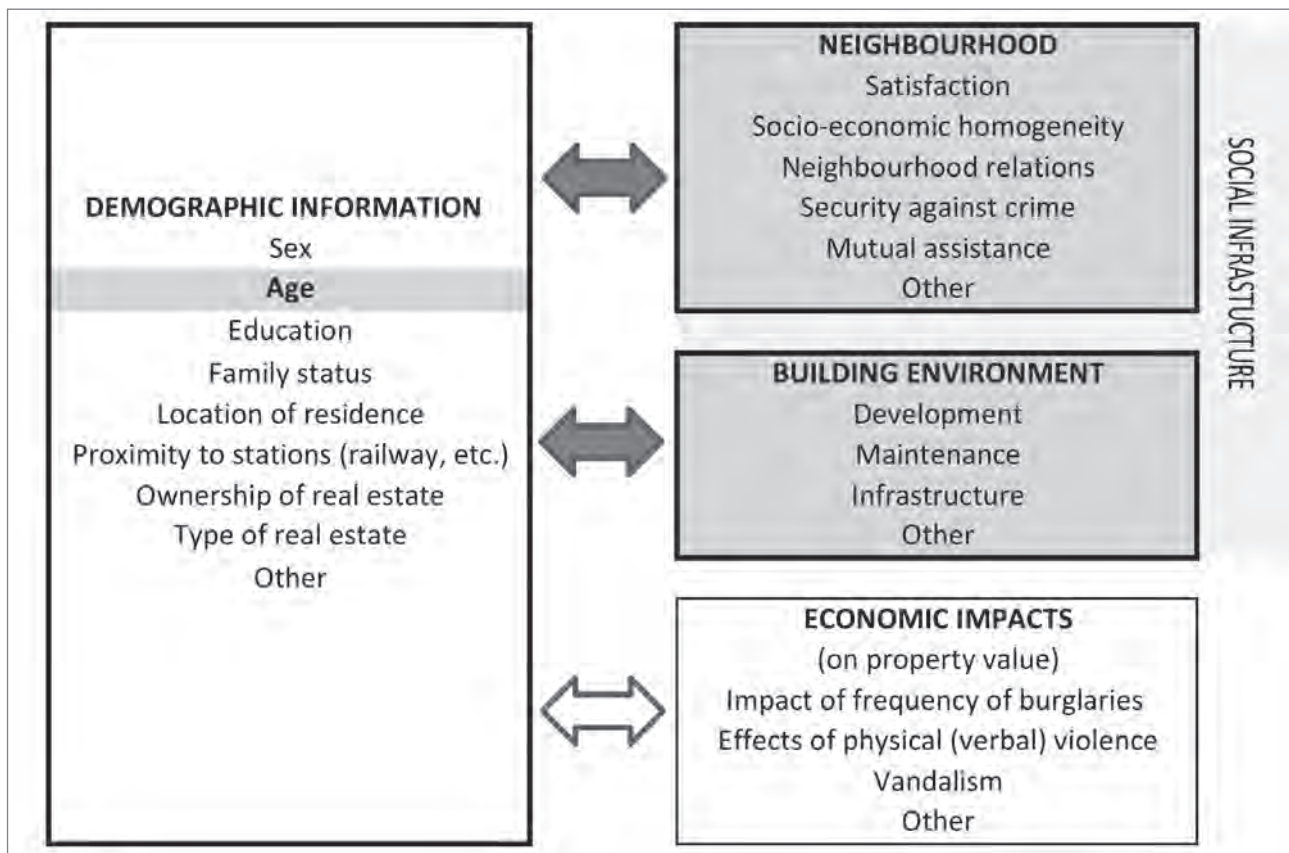 DEMOGRAPHIC INFORMATION
Sex
Age
Education
Family status
Location of residence
Proximity to stations (railway, etc.)
Ownership of real estate
Type of real estate
Other
NEIGHBOURHOOD
Satisfaction
Socio-economic homogeneity
Neighbourhood relations
Security against crime
Mutual assistance
Other
BUILDING ENVIRONMENT
Development
Maintenance
Infrastructure
Other
ECONOMIC IMPACTS
(on property value)
Impact of frequency of burglaries
Effects of physical (verbal) violence
Vandalism
Other
SOCIAL INFRASTUCTURE